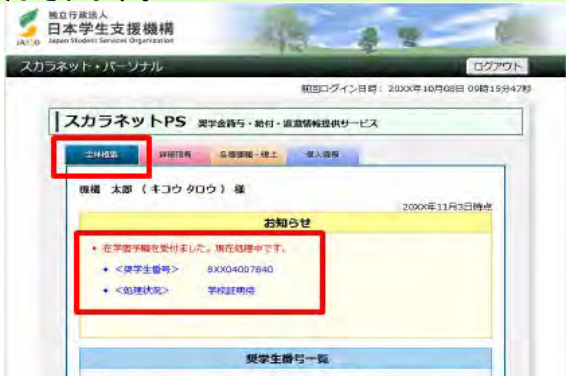 独立行政法人
日本学生支援機構
JASSO Japan Student Services Organization
スカラネット・パーソナル
ログアウト
前回ログイン日時：20XX年10月08日 09時15分47秒
スカラネットPS 奨学金貸与・給付・返還情報提供サービス
全体概要 詳細情報 各種願届・繰上 個人情報
機構 太郎 （ キコウ タロウ ） 様
20XX年11月3日時点
お知らせ
• 在学猶予願を受付ました。現在処理中です。
• ＜奨学生番号＞ 8XX04007840
• ＜処理状況＞ 学校証明待
奨学生番号一覧